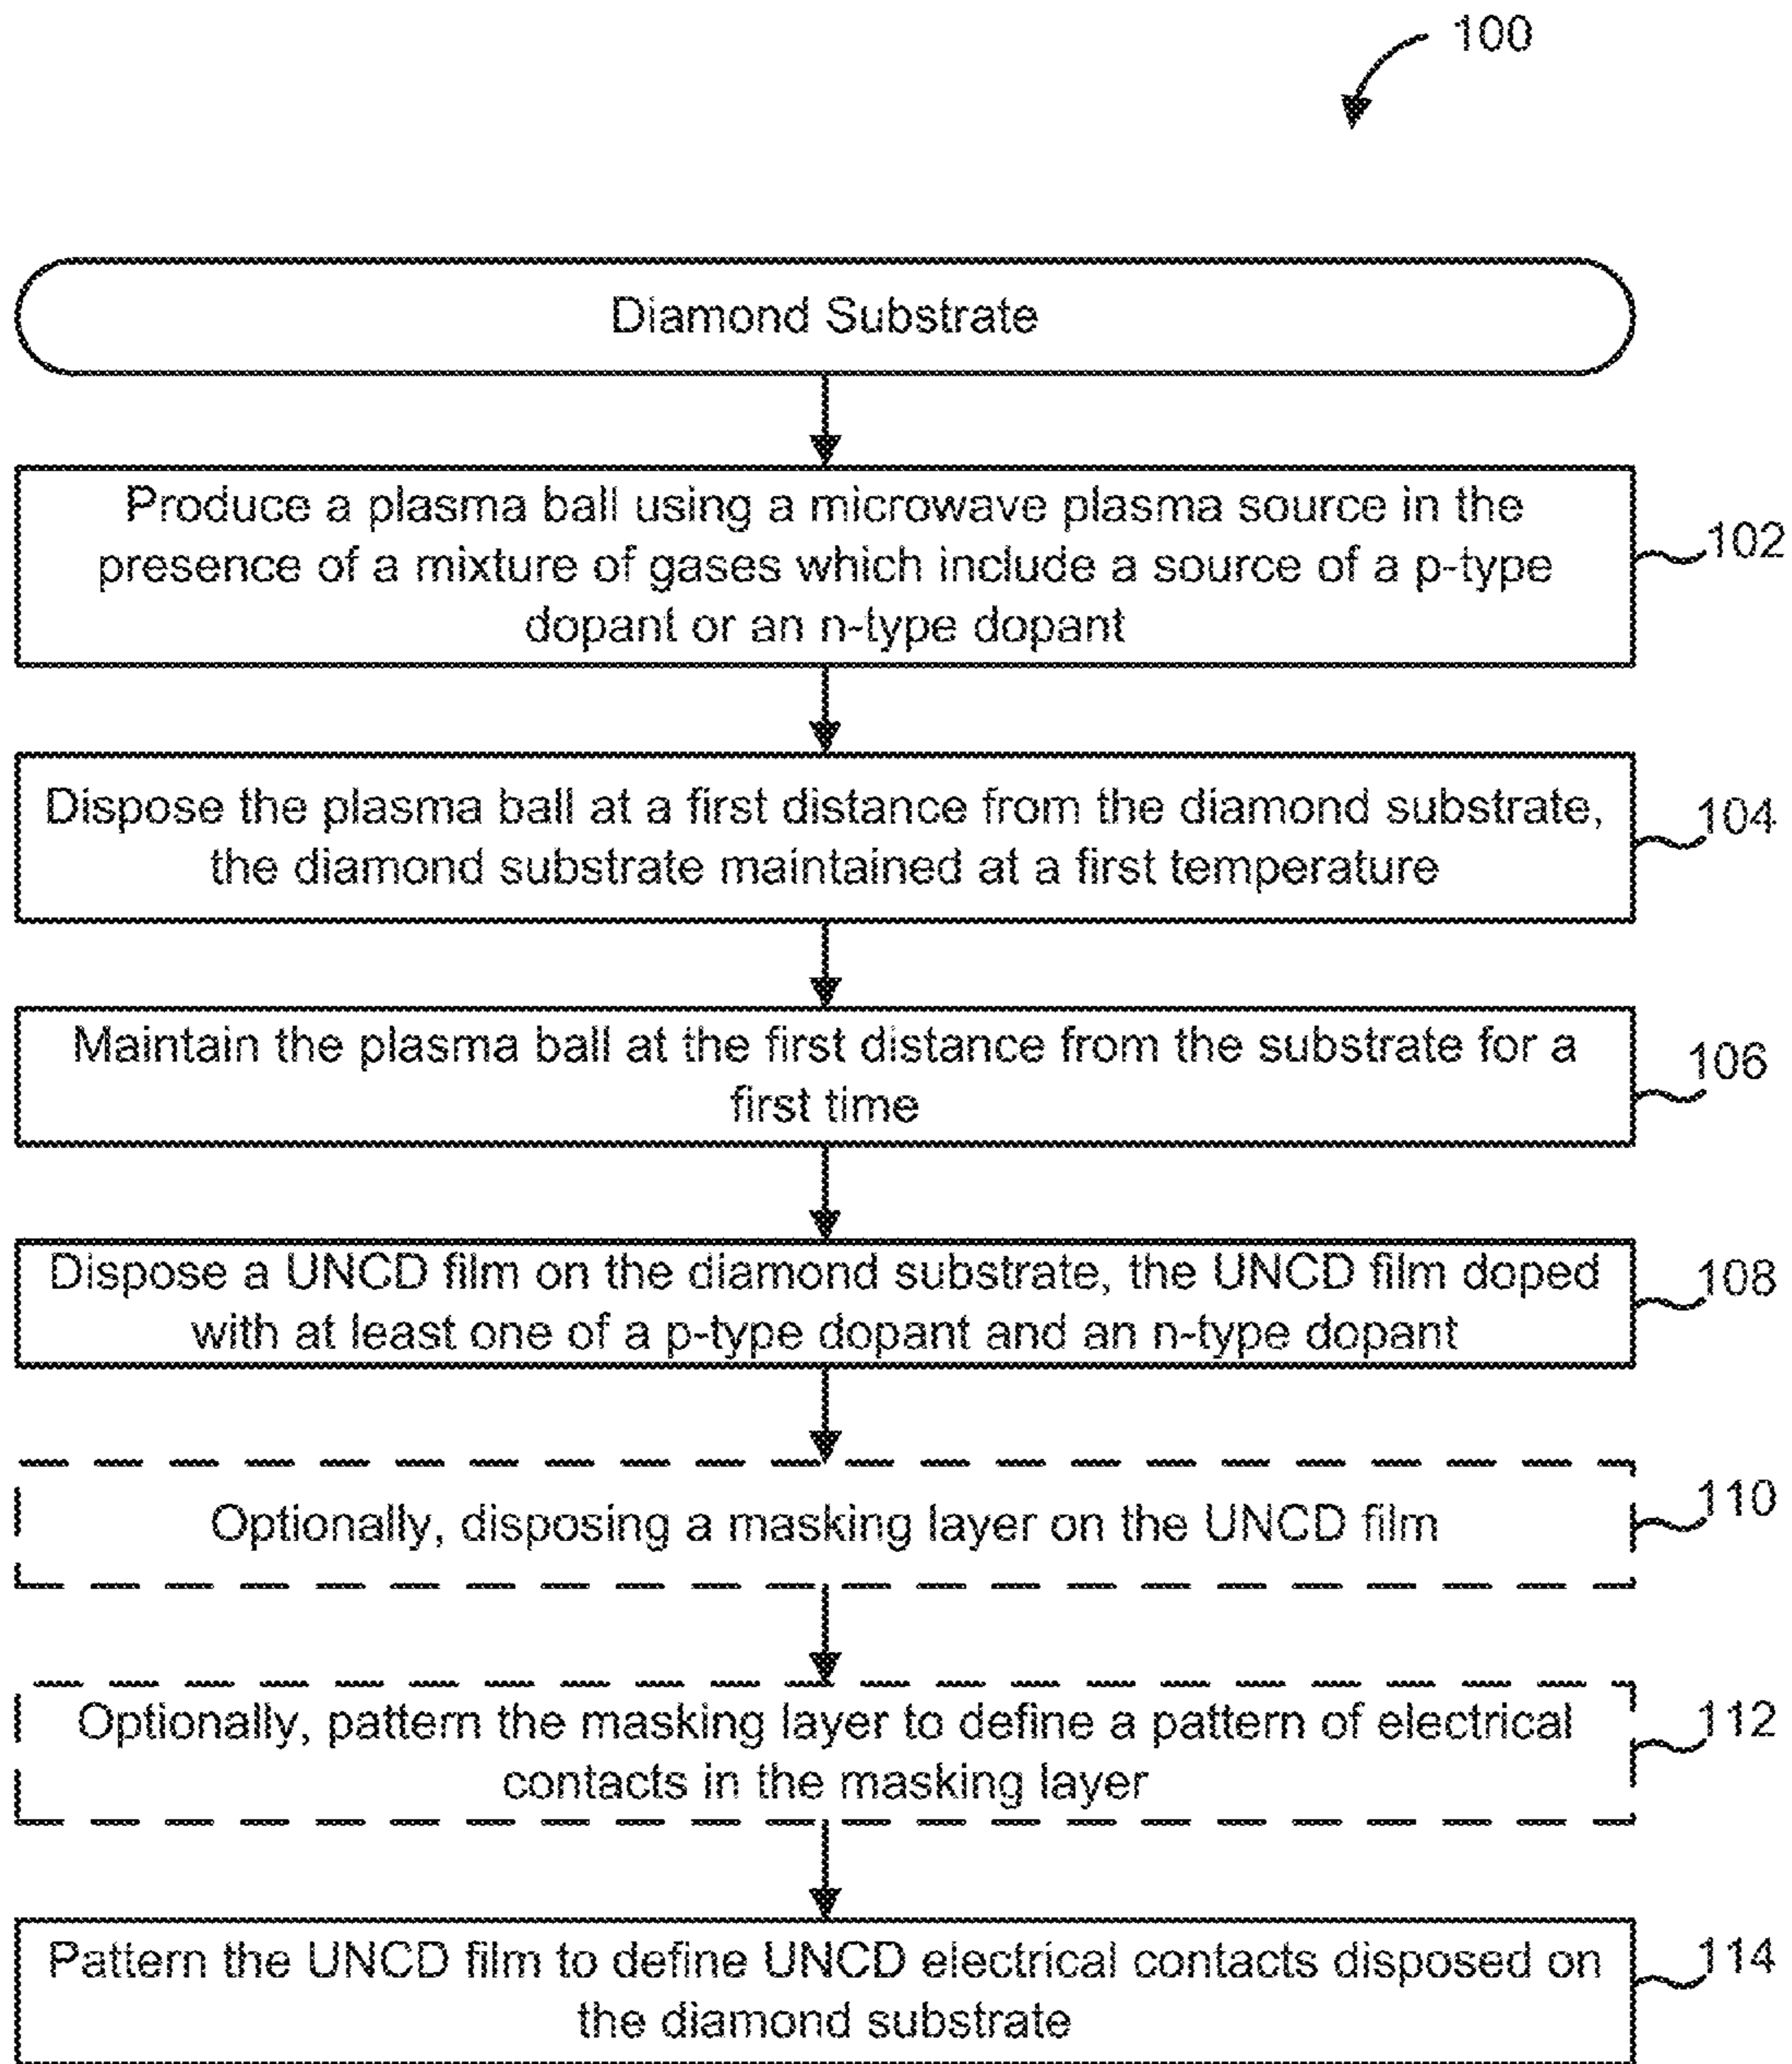 100
Diamond Substrate
Produce a plasma ball using a microwave plasma source in the
presence of a mixture of gases which include a source of a p-type
dopant or an n-type dopant
102
Dispose the plasma ball at a first distance from the diamond substrate,
the diamond substrate maintained at a first temperature
104
Maintain the plasma ball at the first distance from the substrate for a
first time
106
Dispose a UNCD film on the diamond substrate, the UNCD film doped
with at least one of a p-type dopant and an n-type dopant
108
Optionally, disposing a masking layer on the UNCD film
110
Optionally, pattern the masking layer to define a pattern of electrical
contacts in the masking layer
112
Pattern the UNCD film to define UNCD electrical contacts disposed on
the diamond substrate
114